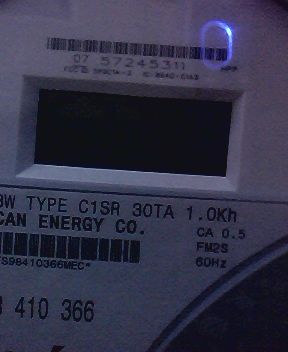 07 57245311
3W TYPE C1SR 30TA 1.0Kh
CAN ENERGY CO.
CA 0.5
FM2S
60Hz
*S98410366MEC*
410 366